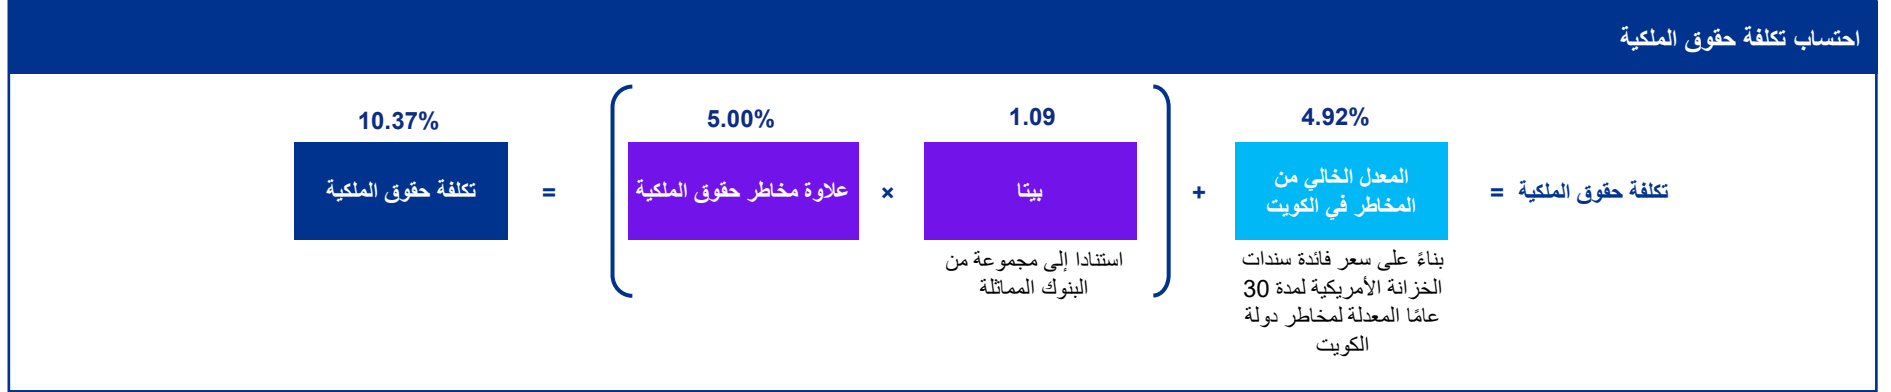 احتساب تكلفة حقوق الملكية
4.92%
1.09
5.00%
10.37%
تكلفة حقوق الملكية =
المعدل الخالي من
المخاطر في الكويت
+
بيتا
×
علاوة مخاطر حقوق الملكية
=
تكلفة حقوق الملكية
بناءً على سعر فائدة سندات
الخزانة الأمريكية لمدة 30
عامًا المعدلة لمخاطر دولة
الكويت
استنادا إلى مجموعة من
البنوك المماثلة